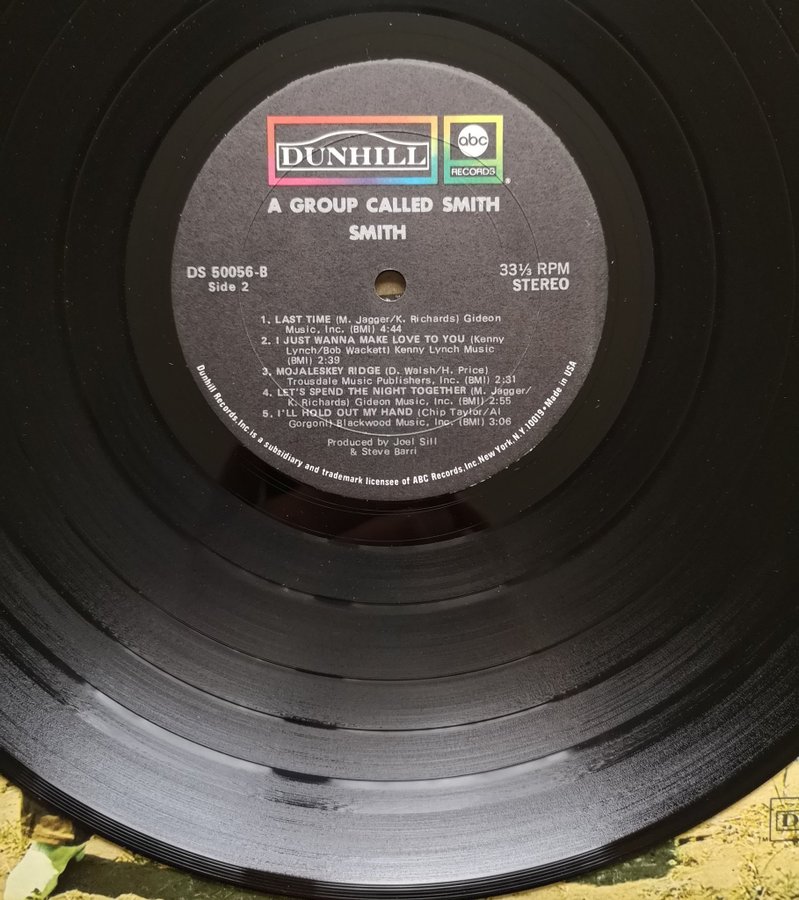 DUNHILL
abc
RECORDS
A GROUP CALLED SMITH
SMITH
DS 50056-B
Side 2
33⅓ RPM
STEREO
1. LAST TIME (M. Jagger/K. Richards) Gideon
Music, Inc. (BMI) 4:44
2. I JUST WANNA MAKE LOVE TO YOU (Kenny
Lynch/Bob Wackett) Kenny Lynch Music
(BMI) 2:39
3. MOJALESKEY RIDGE (D. Walsh/H. Price)
Trousdale Music Publishers, Inc. (BMI) 2:31
4. LET'S SPEND THE NIGHT TOGETHER (M. Jagger/
K. Richards) Gideon Music, Inc. (BMI) 2:55
5. I'LL HOLD OUT MY HAND (Chip Taylor/Al
Gorgoni) Blackwood Music, Inc. (BMI) 3:06
Produced by Joel Sill
& Steve Barri
Dunhill Records, Inc. is a subsidiary and trademark licensee of ABC Records, Inc. New York, N.Y. 10019 • Made in USA